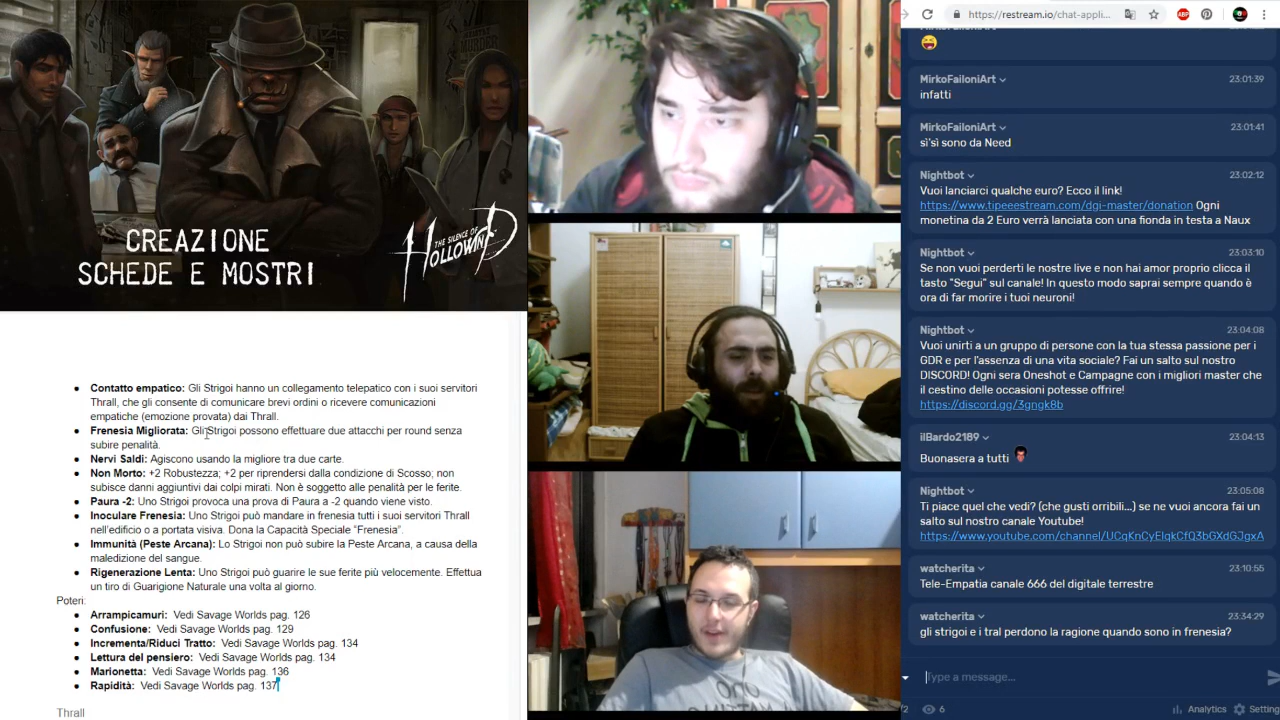 CREAZIONE
SCHEDE E MOSTRI
THE SILENCE OF
HOLLOWIND
Contatto empatico: Gli Strigoi hanno un collegamento telepatico con i suoi servitori
Thrall, che gli consente di comunicare brevi ordini o ricevere comunicazioni
empatiche (emozione provata) dai Thrall.
Frenesia Migliorata: Gli Strigoi possono effettuare due attacchi per round senza
subire penalità.
Nervi Saldi: Agiscono usando la migliore tra due carte.
Non Morto: +2 Robustezza; +2 per riprendersi dalla condizione di Scosso; non
subisce danni aggiuntivi dai colpi mirati. Non è soggetto alle penalità per le ferite.
Paura -2: Uno Strigoi provoca una prova di Paura a -2 quando viene visto.
Inoculare Frenesia: Uno Strigoi può mandare in frenesia tutti i suoi servitori Thrall
nell'edificio o a portata visiva. Dona la Capacità Speciale "Frenesia".
Immunità (Peste Arcana): Lo Strigoi non può subire la Peste Arcana, a causa della
maledizione del sangue.
Rigenerazione Lenta: Uno Strigoi può guarire le sue ferite più velocemente. Effettua
un tiro di Guarigione Naturale una volta al giorno.
Poteri:
Arrampicamuri: Vedi Savage Worlds pag. 126
Confusione: Vedi Savage Worlds pag. 129
Incrementa/Riduci Tratto: Vedi Savage Worlds pag. 134
Lettura del pensiero: Vedi Savage Worlds pag. 134
Marionetta: Vedi Savage Worlds pag. 136
Rapidità: Vedi Savage Worlds pag. 137
Thrall
https://restream.io/chat-appli...
ABP
MirkoFailoniArt
MirkoFailoniArt 23:01:39
infatti
MirkoFailoniArt 23:01:41
sì'sì sono da Need
Nightbot 23:02:12
Vuoi lanciarci qualche euro? Ecco il link!
https://www.tipeeestream.com/dgi-master/donation Ogni
monetina da 2 Euro verrà lanciata con una fionda in testa a Naux
Nightbot 23:03:10
Se non vuoi perderti le nostre live e non hai amor proprio clicca il
tasto "Segui" sul canale! In questo modo saprai sempre quando è
ora di far morire i tuoi neuroni!
Nightbot 23:04:08
Vuoi unirti a un gruppo di persone con la tua stessa passione per i
GDR e per l'assenza di una vita sociale? Fai un salto sul nostro
DISCORD! Ogni sera Oneshot e Campagne con i migliori master che
il cestino delle occasioni potesse offrire!
https://discord.gg/3gngk8b
ilBardo2189 23:04:13
Buonasera a tutti
Nightbot 23:05:08
Ti piace quel che vedi? (che gusti orribili...) se ne vuoi ancora fai un
salto sul nostro canale Youtube!
https://www.youtube.com/channel/UCqKnCyElqkCfQ3bGXdGJgxA
watcherita 23:10:55
Tele-Empatia canale 666 del digitale terrestre
watcherita 23:34:29
gli strigoi e i tral perdono la ragione quando sono in frenesia?
Type a message...
/2 6 Analytics Setting